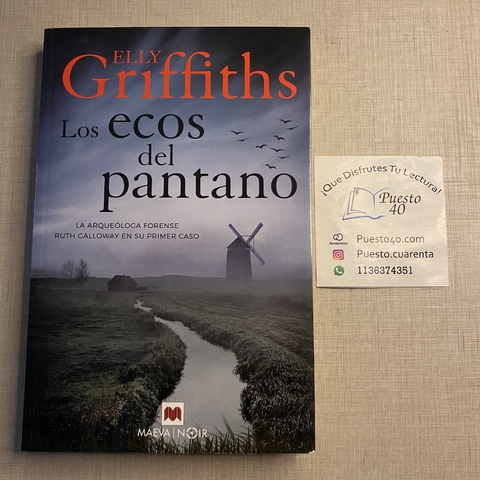 ELLY
Griffiths
Los ecos
del
pantano
LA ARQUEÓLOGA FORENSE
RUTH GALLOWAY EN SU PRIMER CASO
MAEVA | NOIR
¡Que Disfrutes Tu Lectura!
Puesto
40
Puesto40.com
Puesto.cuarenta
1136374351